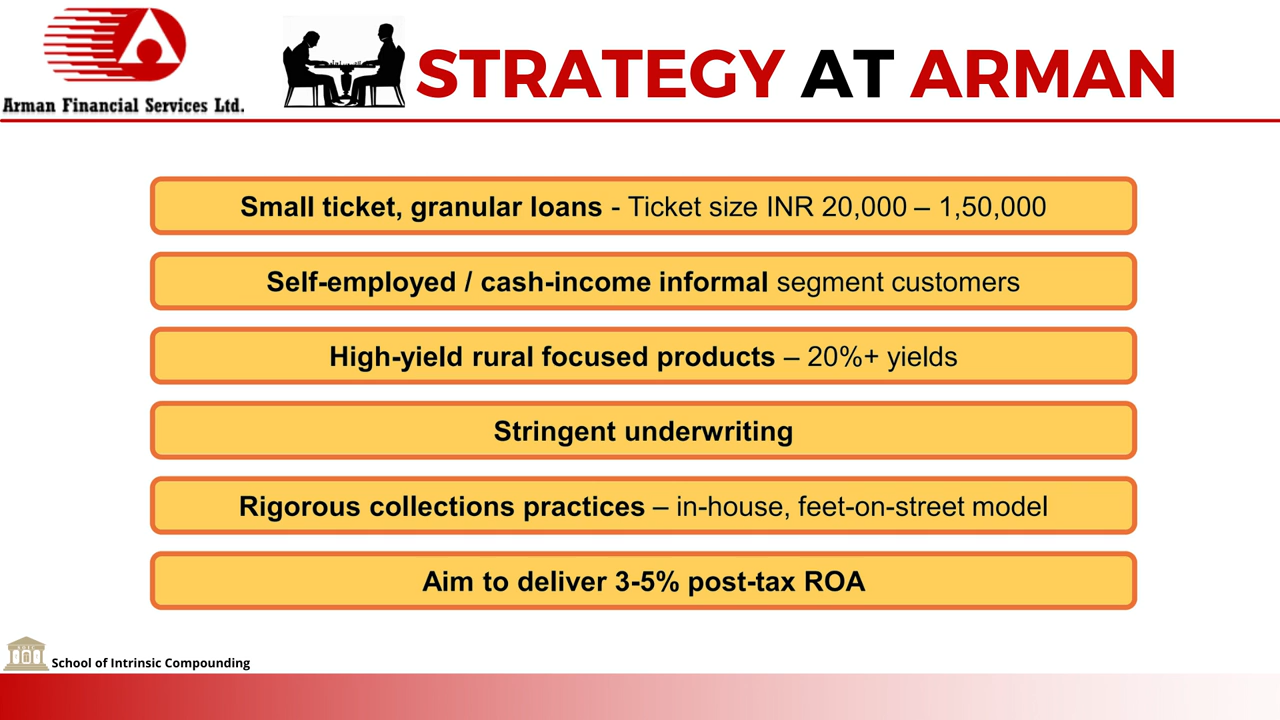 Arman Financial Services Ltd.
STRATEGY AT ARMAN
Small ticket, granular loans - Ticket size INR 20,000 – 1,50,000
Self-employed / cash-income informal segment customers
High-yield rural focused products – 20%+ yields
Stringent underwriting
Rigorous collections practices – in-house, feet-on-street model
Aim to deliver 3-5% post-tax ROA
School of Intrinsic Compounding